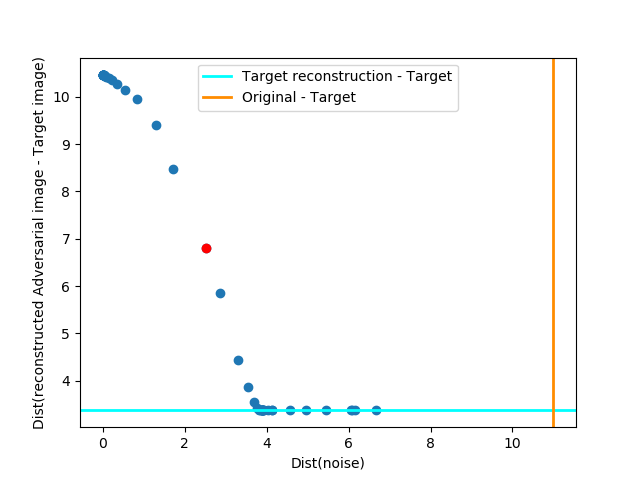 Target reconstruction - Target
Original - Target
Dist(reconstructed Adversarial image - Target image)
10
9
8
7
6
5
4
0 2 4 6 8 10
Dist(noise)